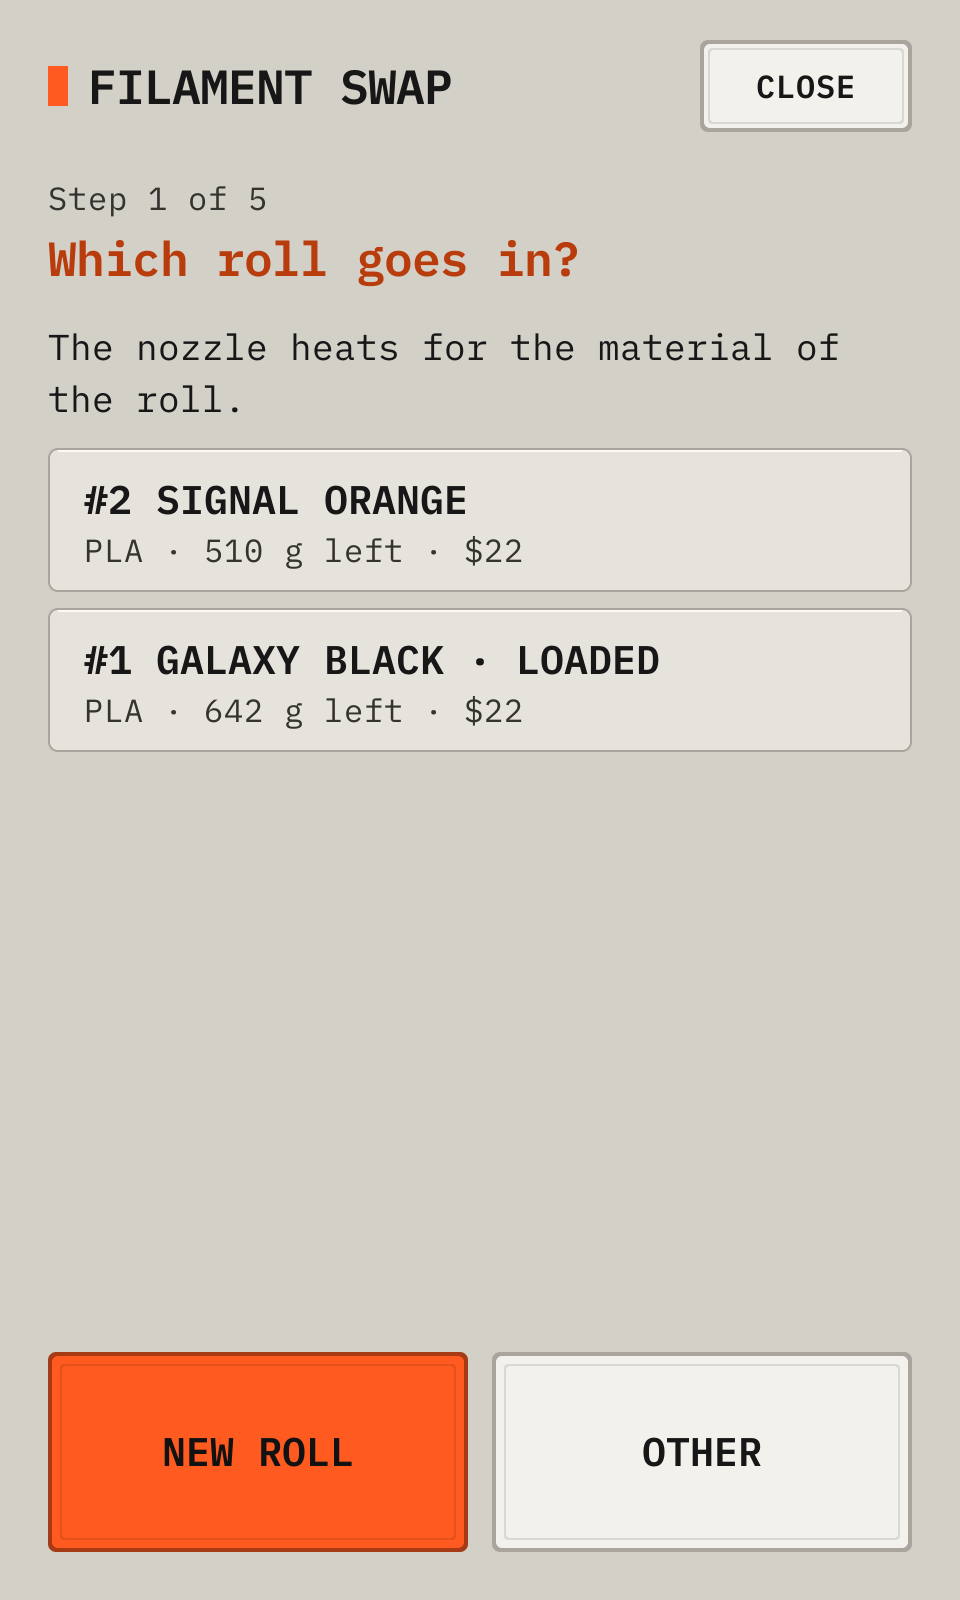 FILAMENT SWAP
CLOSE
Step 1 of 5
Which roll goes in?
The nozzle heats for the material of
the roll.
#2 SIGNAL ORANGE
PLA · 510 g left · $22
#1 GALAXY BLACK · LOADED
PLA · 642 g left · $22
NEW ROLL
OTHER